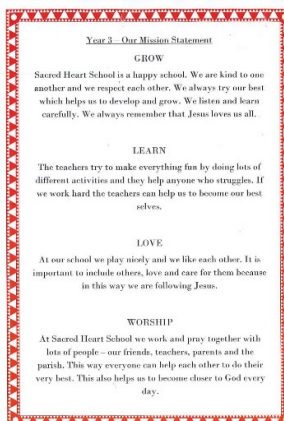 Year 3 – Our Mission Statement
GROW
Sacred Heart School is a happy school. We are kind to one
another and we respect each other. We always try our best
which helps us to develop and grow. We listen and learn
carefully. We always remember that Jesus loves us all.
LEARN
The teachers try to make everything fun by doing lots of
different activities and they help anyone who struggles. If
we work hard the teachers can help us to become our best
selves.
LOVE
At our school we play nicely and we like each other. It is
important to include others, love and care for them because
in this way we are following Jesus.
WORSHIP
At Sacred Heart School we work and pray together with
lots of people – our friends, teachers, parents and the
parish. This way everyone can help each other to do their
very best. This also helps us to become closer to God every
day.